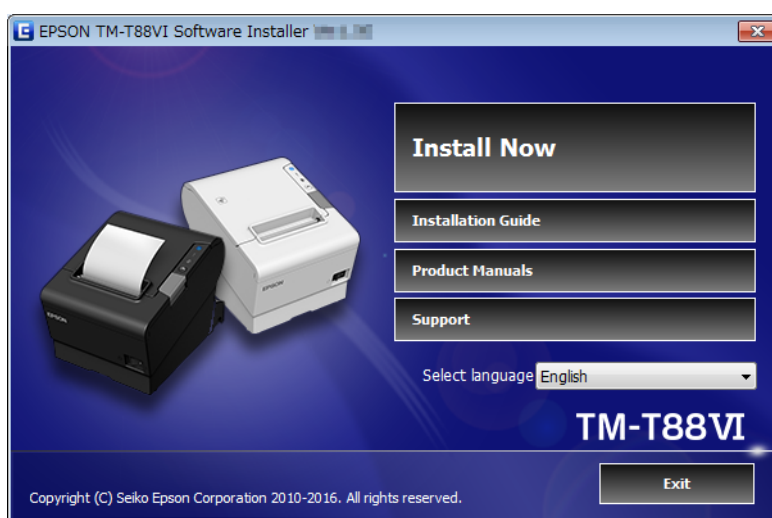 EPSON TM-T88VI Software Installer
Install Now
Installation Guide
Product Manuals
Support
Select language English
EPSON
EPSON
TM-T88VI
Exit
Copyright (C) Seiko Epson Corporation 2010-2016. All rights reserved.